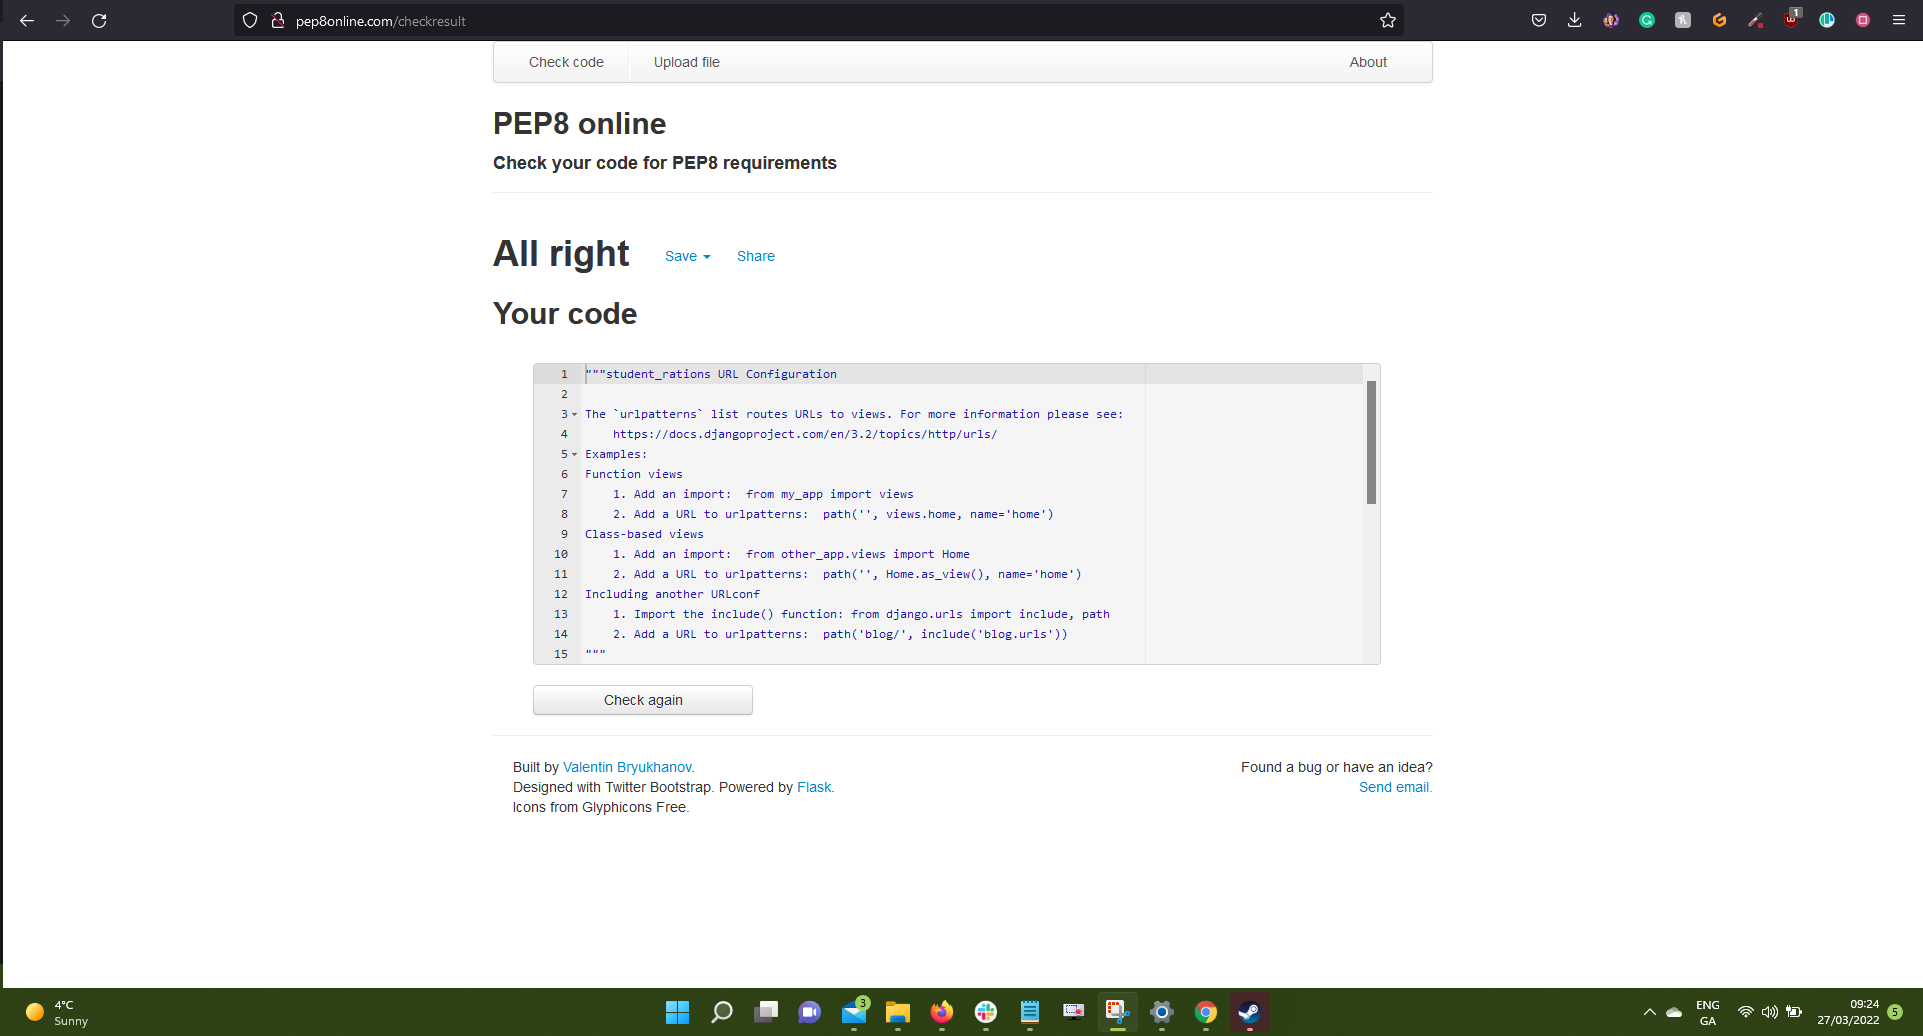 pep8online.com/checkresult
1
Check code
Upload file
About
PEP8 online
Check your code for PEP8 requirements
All right
Save
Share
Your code
1 """student_rations URL Configuration
2
3 The `urlpatterns` list routes URLs to views. For more information please see:
4 https://docs.djangoproject.com/en/3.2/topics/http/urls/
5 Examples:
6 Function views
7 1. Add an import:  from my_app import views
8 2. Add a URL to urlpatterns:  path('', views.home, name='home')
9 Class-based views
10 1. Add an import:  from other_app.views import Home
11 2. Add a URL to urlpatterns:  path('', Home.as_view(), name='home')
12 Including another URLconf
13 1. Import the include() function: from django.urls import include, path
14 2. Add a URL to urlpatterns:  path('blog/', include('blog.urls'))
15 """
Check again
Built by Valentin Bryukhanov.
Designed with Twitter Bootstrap. Powered by Flask.
Icons from Glyphicons Free.
Found a bug or have an idea?
Send email.
4°C
Sunny
3
ENG
GA
09:24
27/03/2022
5